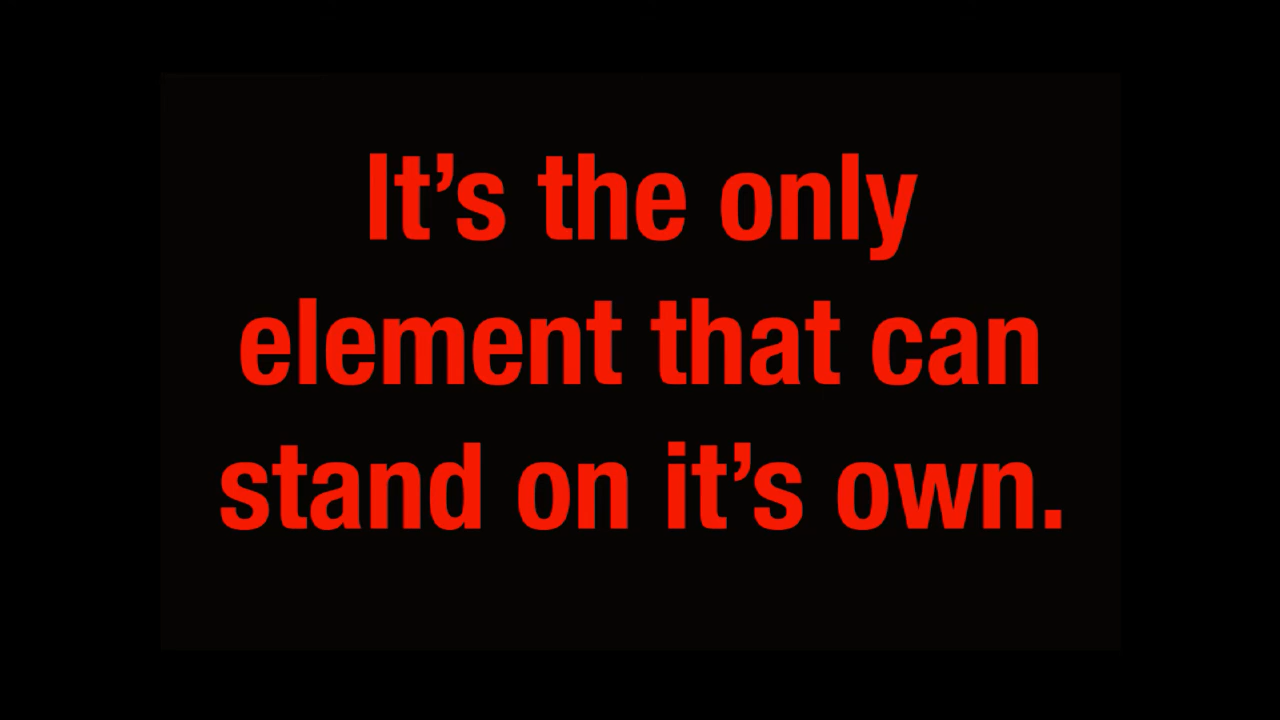 It’s the only
element that can
stand on it’s own.